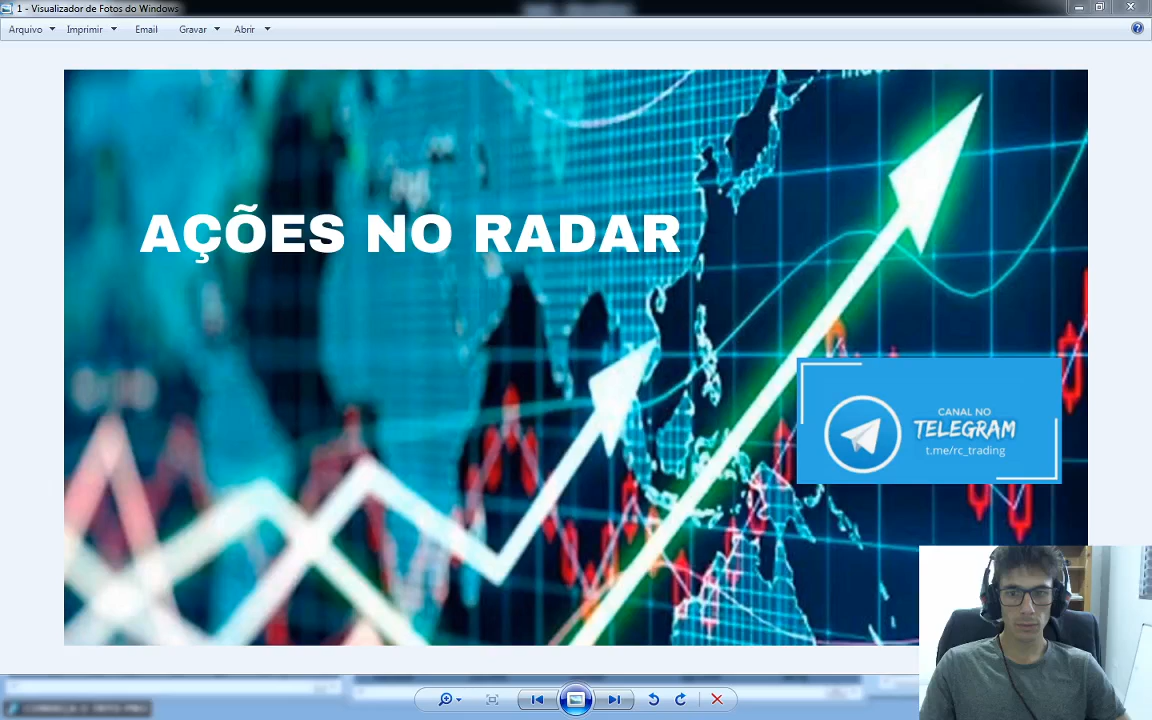 1 - Visualizador de Fotos do Windows
Arquivo Imprimir Email Gravar Abrir
AÇÕES NO RADAR
CANAL NO
TELEGRAM
t.me/rc_trading